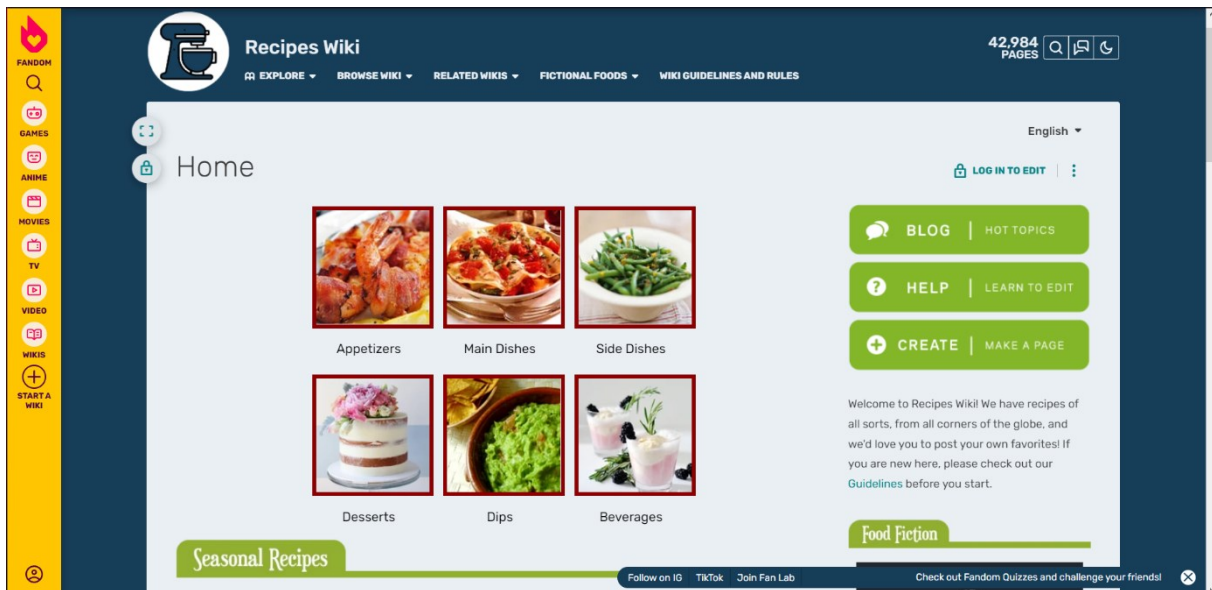 FANDOM
GAMES
ANIME
MOVIES
TV
VIDEO
WIKIS
START A
WIKI
Recipes Wiki
EXPLORE
BROWSE WIKI
RELATED WIKIS
FICTIONAL FOODS
WIKI GUIDELINES AND RULES
42,984
PAGES
English
Home
LOG IN TO EDIT
Appetizers
Main Dishes
Side Dishes
Desserts
Dips
Beverages
Seasonal Recipes
BLOG | HOT TOPICS
HELP | LEARN TO EDIT
CREATE | MAKE A PAGE
Welcome to Recipes Wiki! We have recipes of
all sorts, from all corners of the globe, and
we'd love you to post your own favorites! If
you are new here, please check out our
Guidelines before you start.
Food Fiction
Follow on IG
TikTok
Join Fan Lab
Check out Fandom Quizzes and challenge your friends!